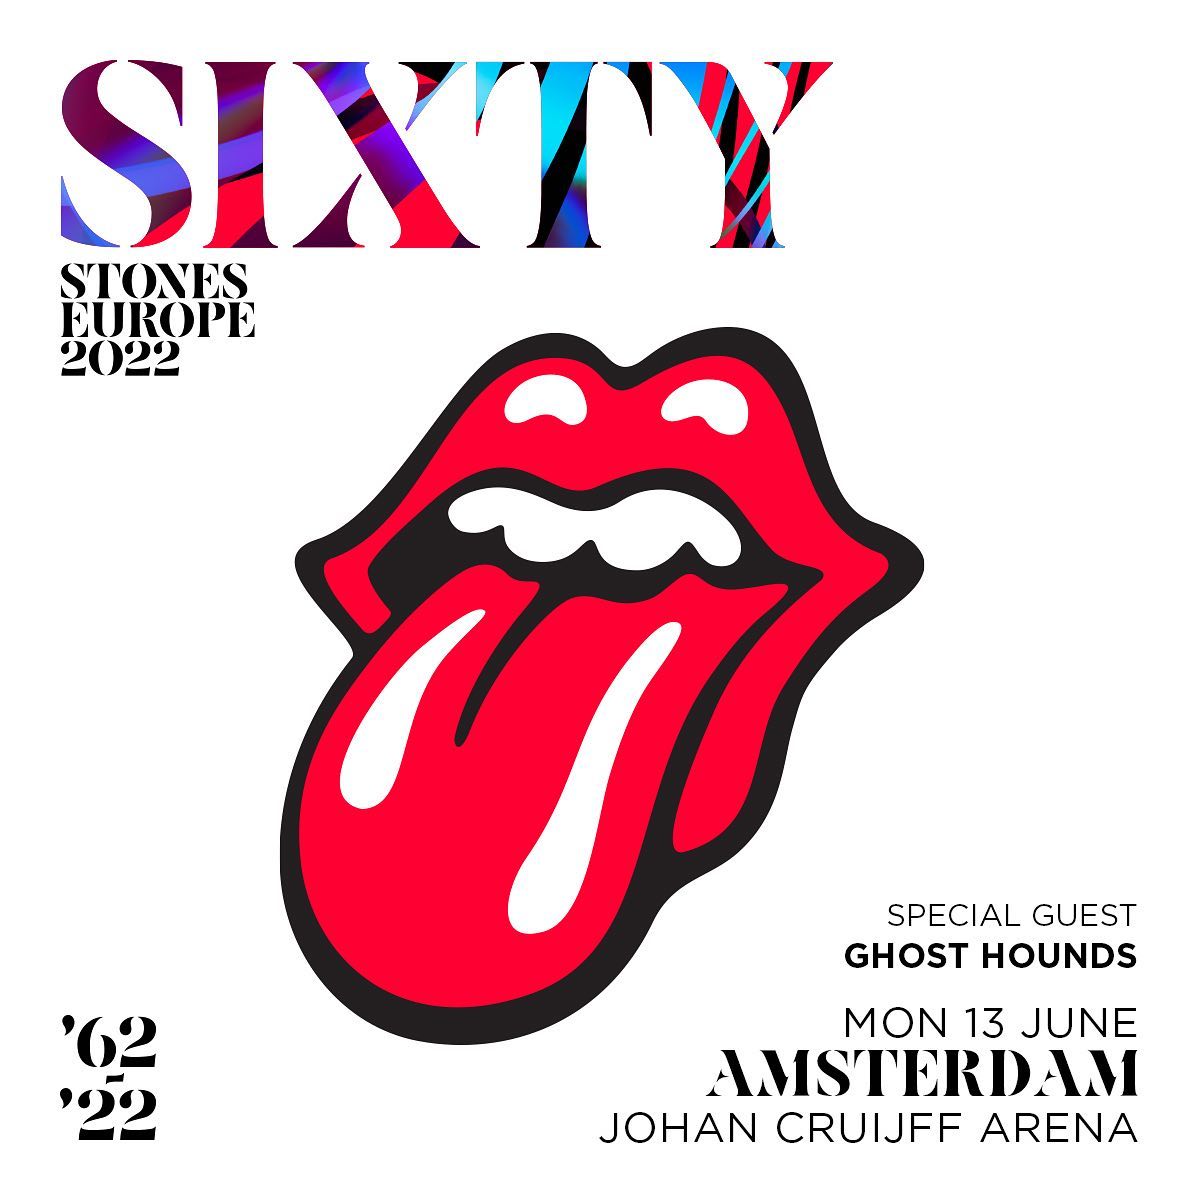 SIXTY
STONES
EUROPE
2022
SPECIAL GUEST
GHOST HOUNDS
MON 13 JUNE
AMSTERDAM
JOHAN CRUIJFF ARENA
’62
-
’22